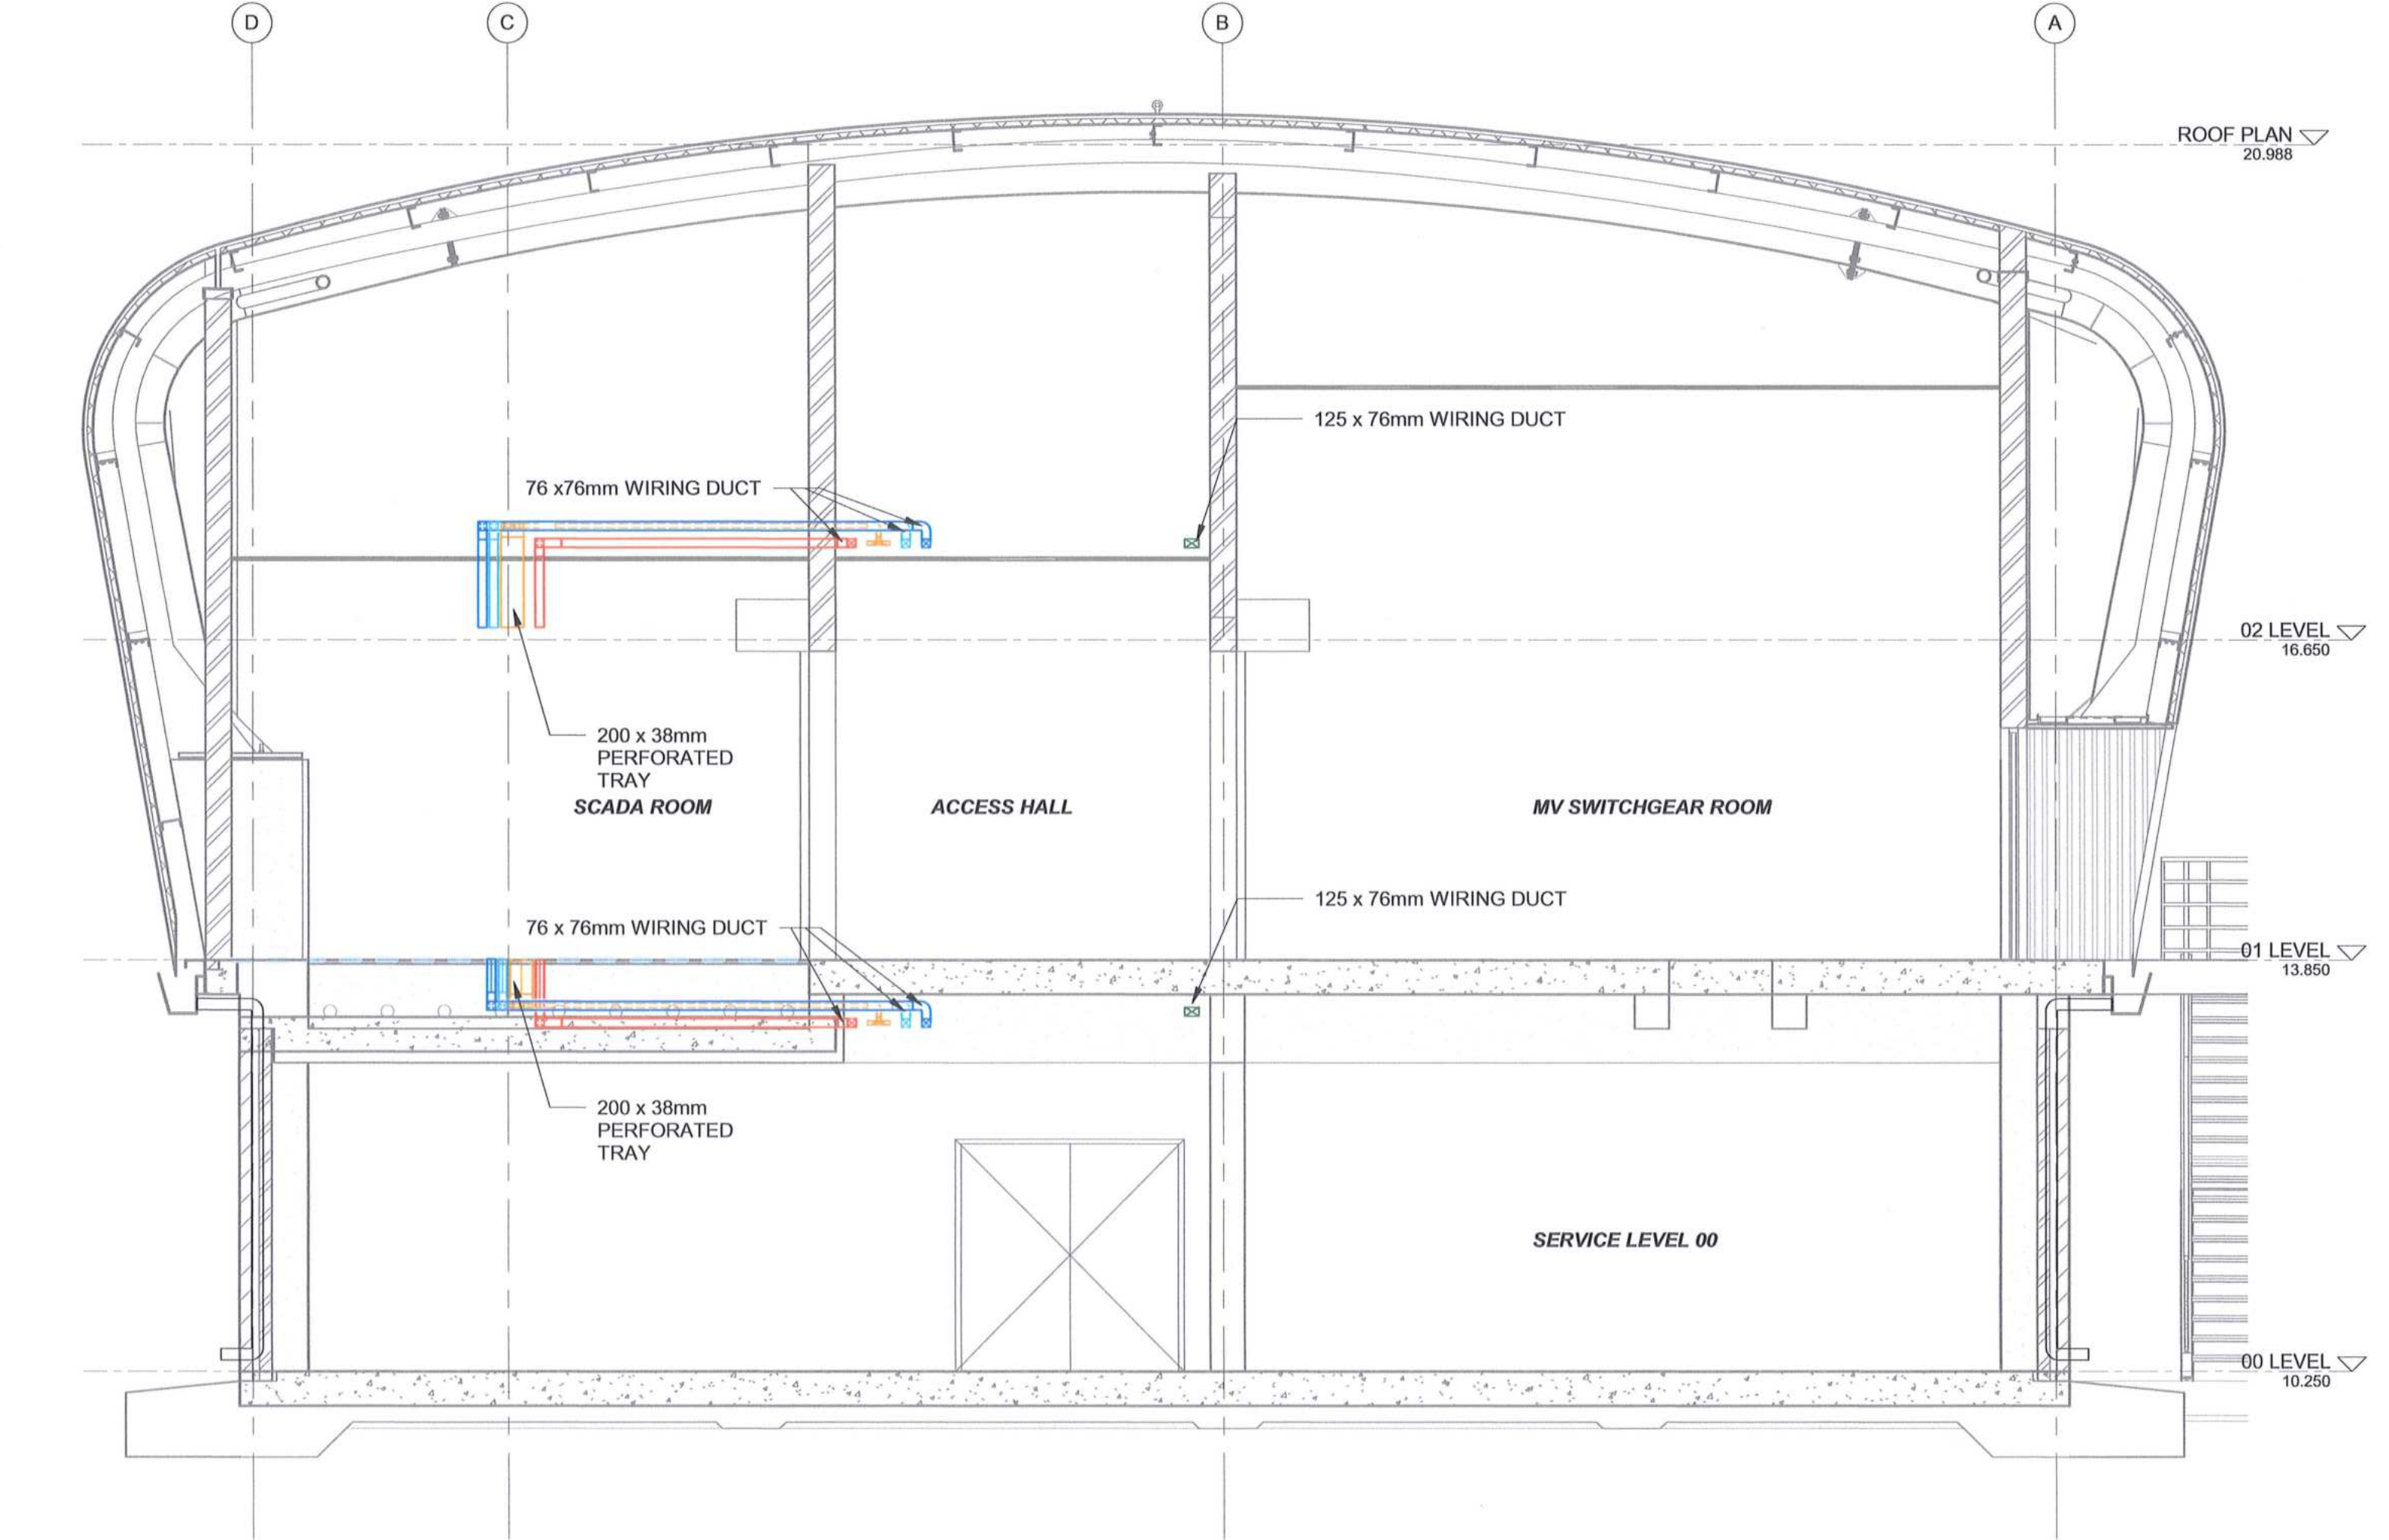 D
C
B
A
ROOF PLAN
20.988
125 x 76mm WIRING DUCT
76 x76mm WIRING DUCT
02 LEVEL
16.650
200 x 38mm
PERFORATED
TRAY
SCADA ROOM
ACCESS HALL
MV SWITCHGEAR ROOM
125 x 76mm WIRING DUCT
76 x 76mm WIRING DUCT
01 LEVEL
13.850
200 x 38mm
PERFORATED
TRAY
SERVICE LEVEL 00
00 LEVEL
10.250